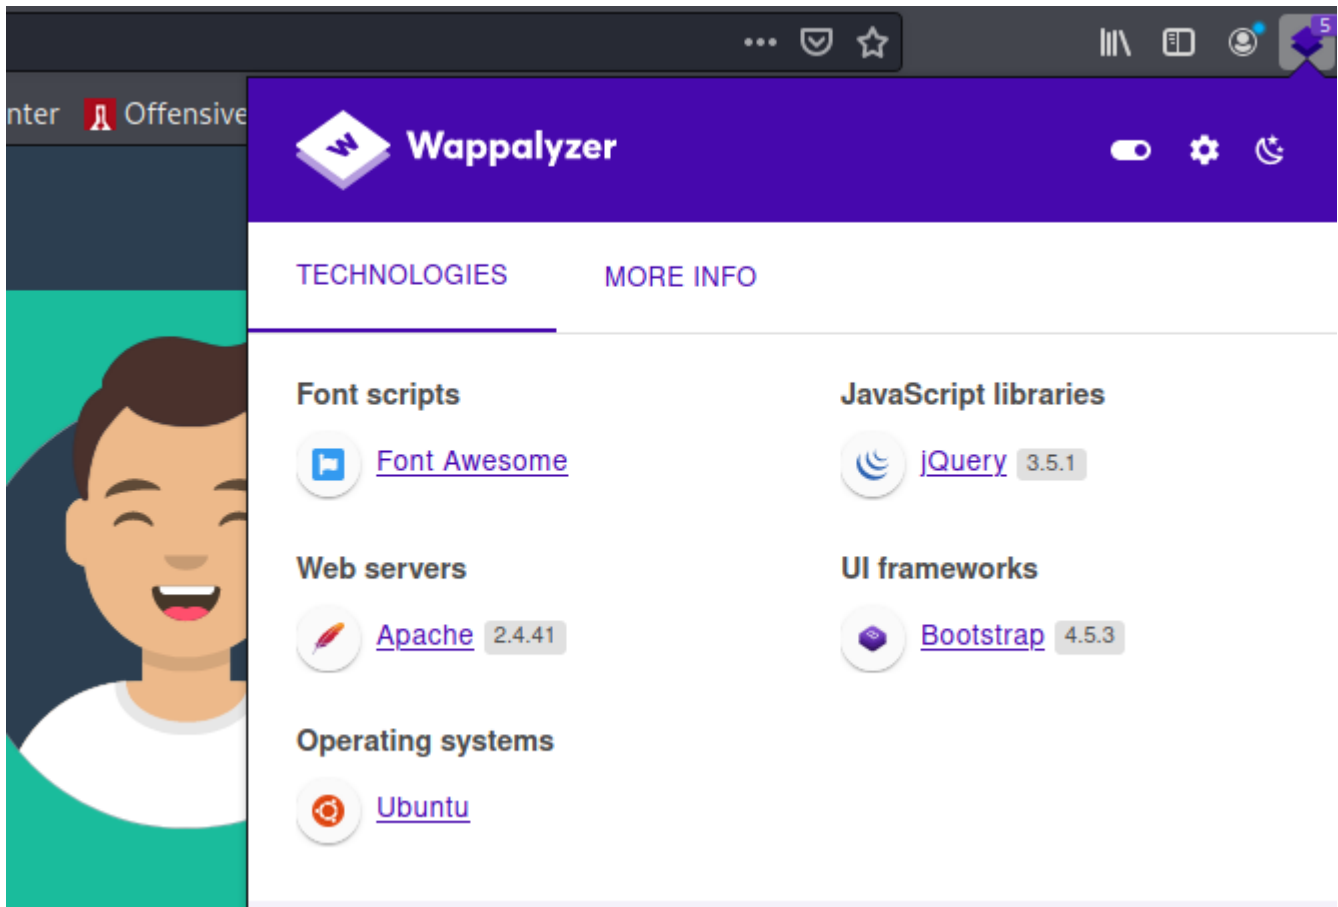 5
nter Offensive
W Wappalyzer
TECHNOLOGIES MORE INFO
Font scripts
Font Awesome
JavaScript libraries
jQuery 3.5.1
Web servers
Apache 2.4.41
UI frameworks
Bootstrap 4.5.3
Operating systems
Ubuntu